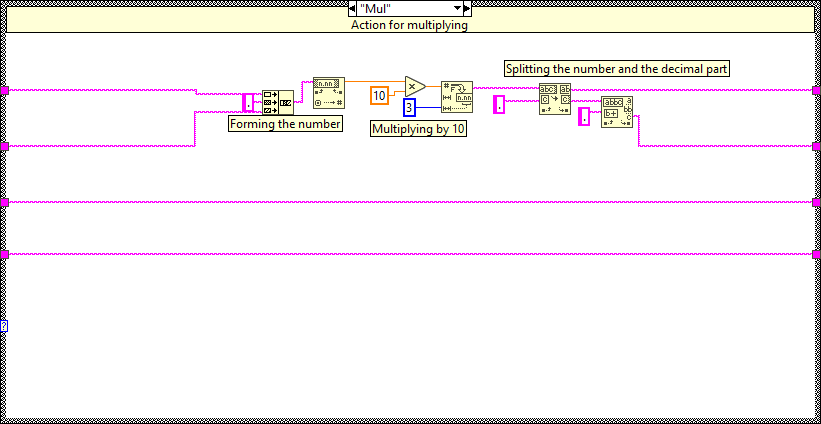 "Mul"
Action for multiplying
Splitting the number and the decimal part
n.nn
10
3
Forming the number
Multiplying by 10
?